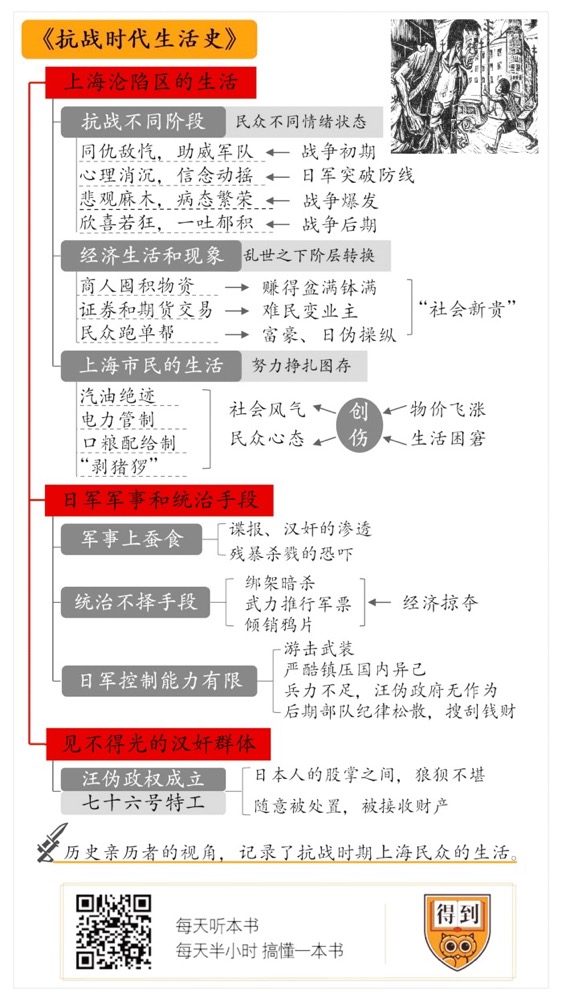 《抗战时代生活史》
上海沦陷区的生活
抗战不同阶段 民众不同情绪状态
同仇敌忾，助威军队 战争初期
心理消沉，信念动摇 日军突破防线
悲观麻木，病态繁荣 战争爆发
欣喜若狂，一吐郁积 战争后期
经济生活和现象 乱世之下阶层转换
商人囤积物资 赚得盆满钵满
证券和期货交易 难民变业主
民众跑单帮 富豪、日伪操纵
“社会新贵”
上海市民的生活 努力挣扎图存
汽油绝迹
电力管制
口粮配给制
“剥猪猡”
社会风气
民众心态
创伤
物价飞涨
生活困窘
日军军事和统治手段
军事上蚕食
谍报、汉奸的渗透
残暴杀戮的恐吓
统治不择手段
绑架暗杀
武力推行军票
倾销鸦片
经济掠夺
日军控制能力有限
游击武装
严酷镇压国内异己
兵力不足，汪伪政府无作为
后期部队纪律松散，搜刮钱财
见不得光的汉奸群体
汪伪政权成立
七十六号特工
日本人的股掌之间，狼狈不堪
随意被处置，被接收财产
历史亲历者的视角，记录了抗战时期上海民众的生活。
每天听本书
每天半小时 搞懂一本书
得到